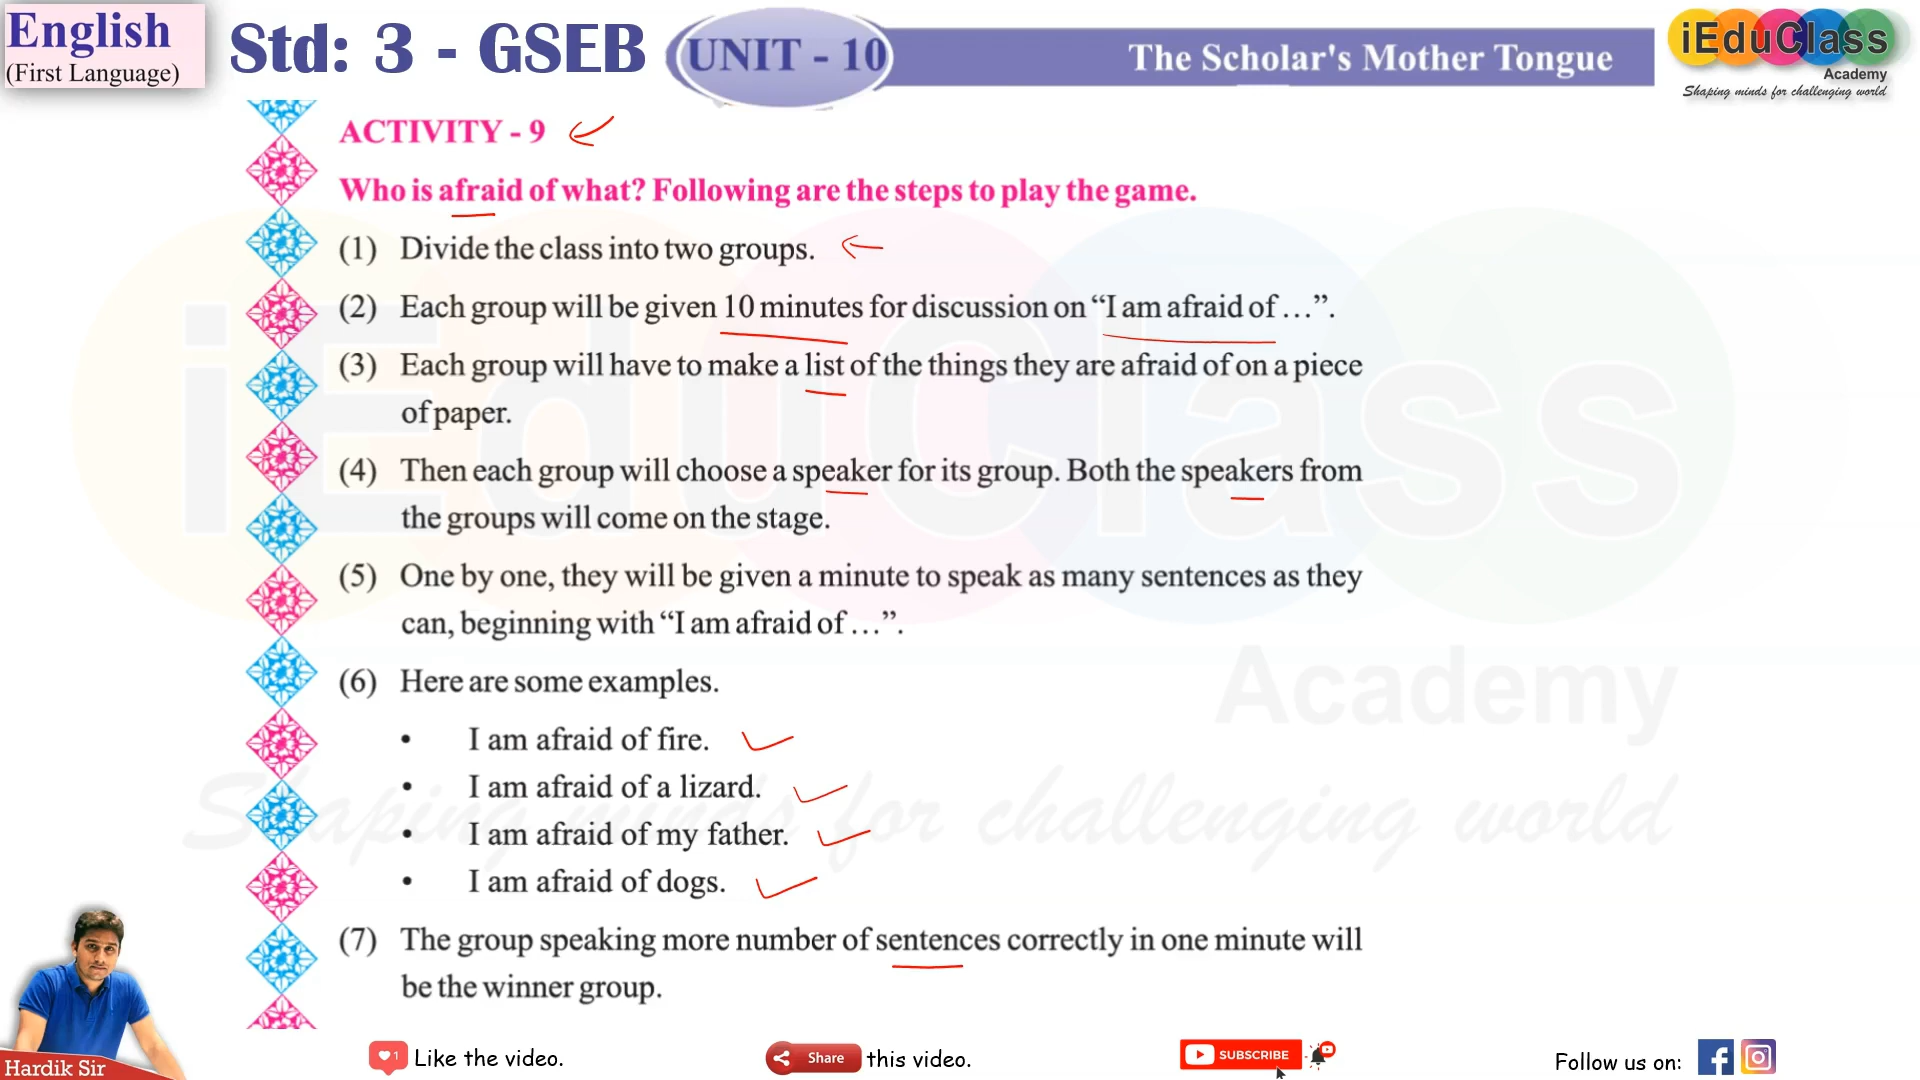 English
(First Language)
Std: 3 - GSEB
UNIT - 10
The Scholar's Mother Tongue
iEduClass
Academy
Shaping minds for challenging world
ACTIVITY - 9
Who is afraid of what? Following are the steps to play the game.
(1) Divide the class into two groups.
(2) Each group will be given 10 minutes for discussion on “I am afraid of ...”.
(3) Each group will have to make a list of the things they are afraid of on a piece
of paper.
(4) Then each group will choose a speaker for its group. Both the speakers from
the groups will come on the stage.
(5) One by one, they will be given a minute to speak as many sentences as they
can, beginning with “I am afraid of ...”.
(6) Here are some examples.
• I am afraid of fire.
• I am afraid of a lizard.
• I am afraid of my father.
• I am afraid of dogs.
(7) The group speaking more number of sentences correctly in one minute will
be the winner group.
iEduClass
Academy
Shaping minds for challenging world
Hardik Sir
1 Like the video.
Share this video.
SUBSCRIBE
Follow us on: